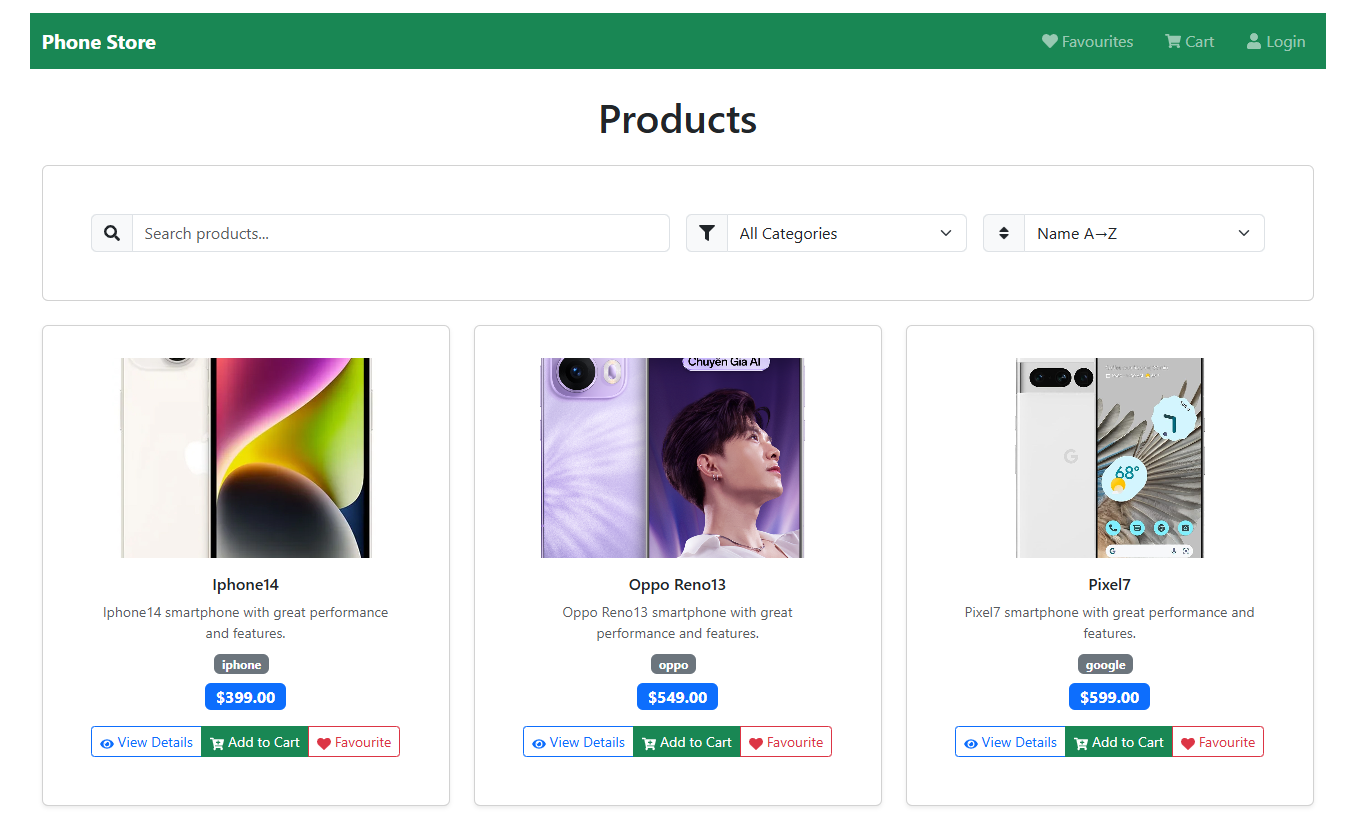 Phone Store
Favourites
Cart
Login
Products
Search products...
All Categories
Name A→Z
Chuyên Gia AI
68°
G
G
Iphone14
Iphone14 smartphone with great performance
and features.
iphone
$399.00
View Details
Add to Cart
Favourite
Oppo Reno13
Oppo Reno13 smartphone with great
performance and features.
oppo
$549.00
View Details
Add to Cart
Favourite
Pixel7
Pixel7 smartphone with great performance and
features.
google
$599.00
View Details
Add to Cart
Favourite